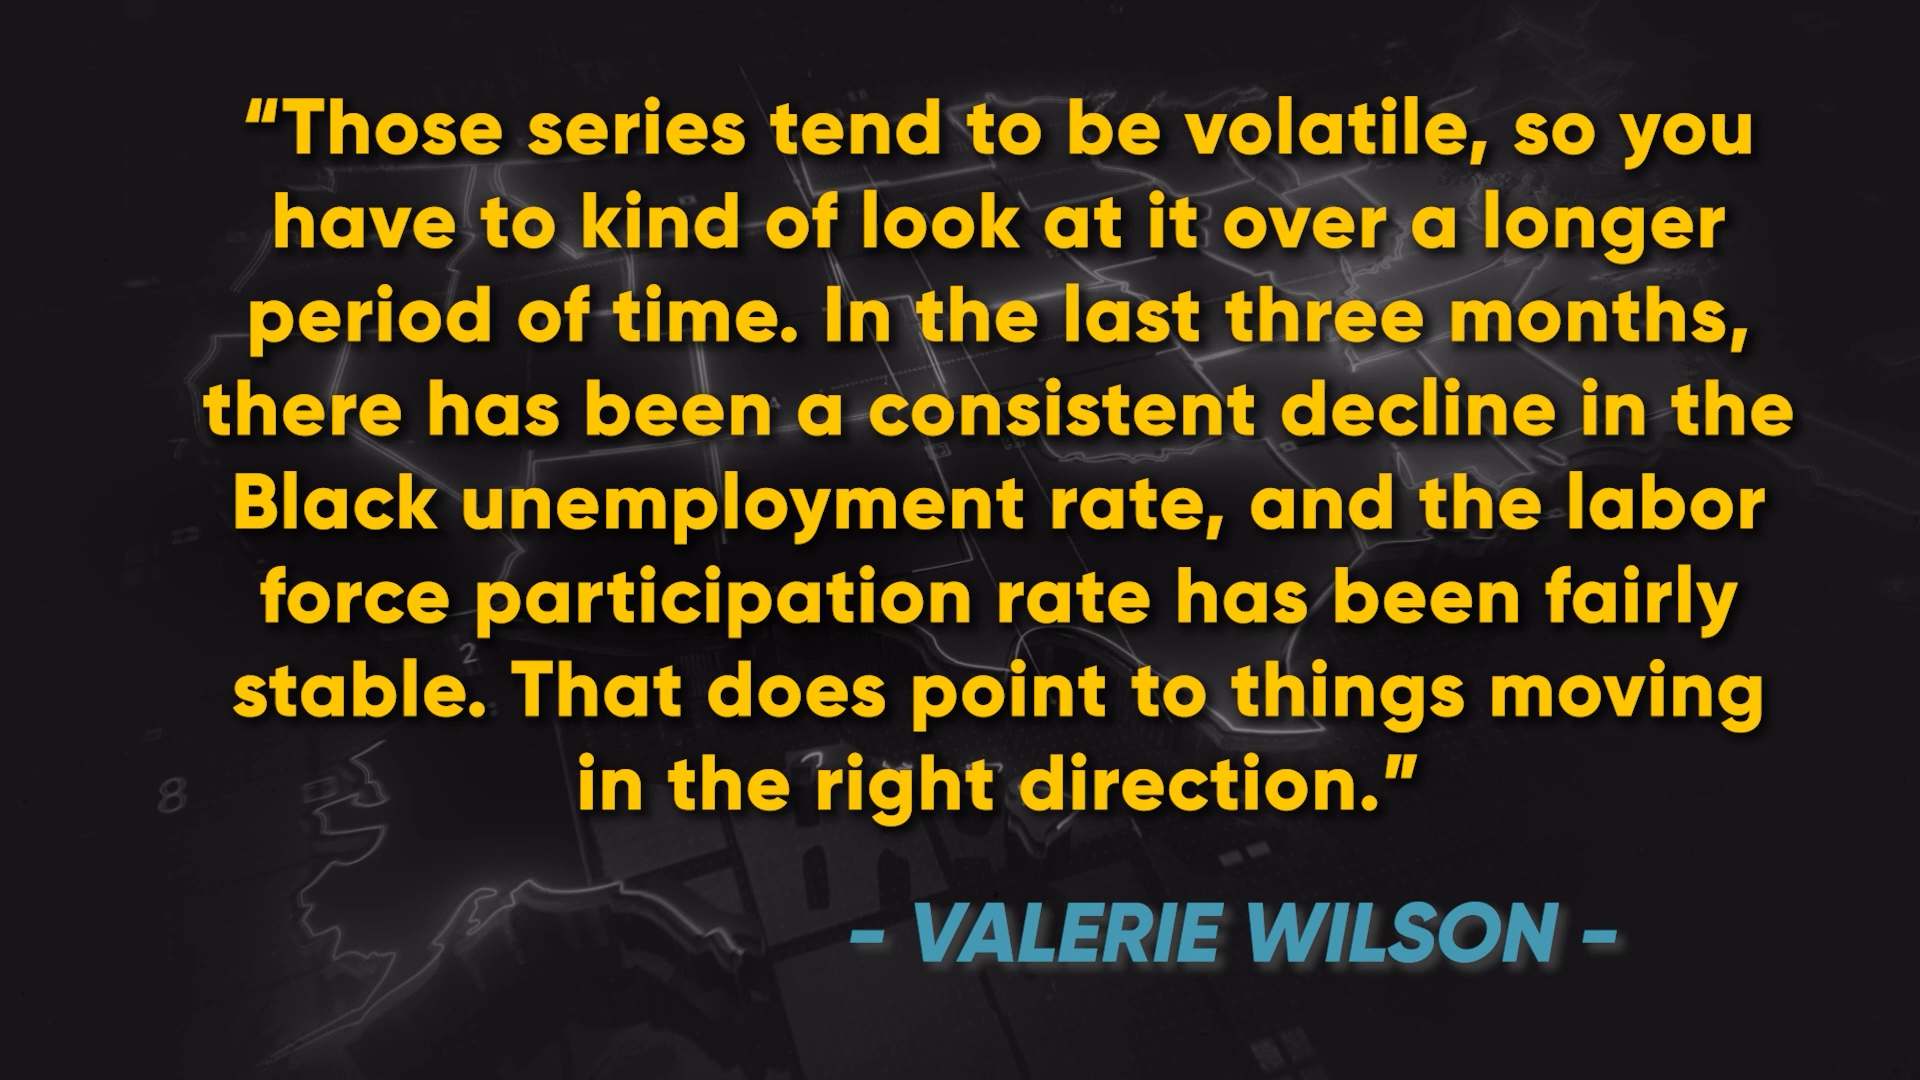 “Those series tend to be volatile, so you
have to kind of look at it over a longer
period of time. In the last three months,
there has been a consistent decline in the
Black unemployment rate, and the labor
force participation rate has been fairly
stable. That does point to things moving
in the right direction.”
- VALERIE WILSON -
2
8